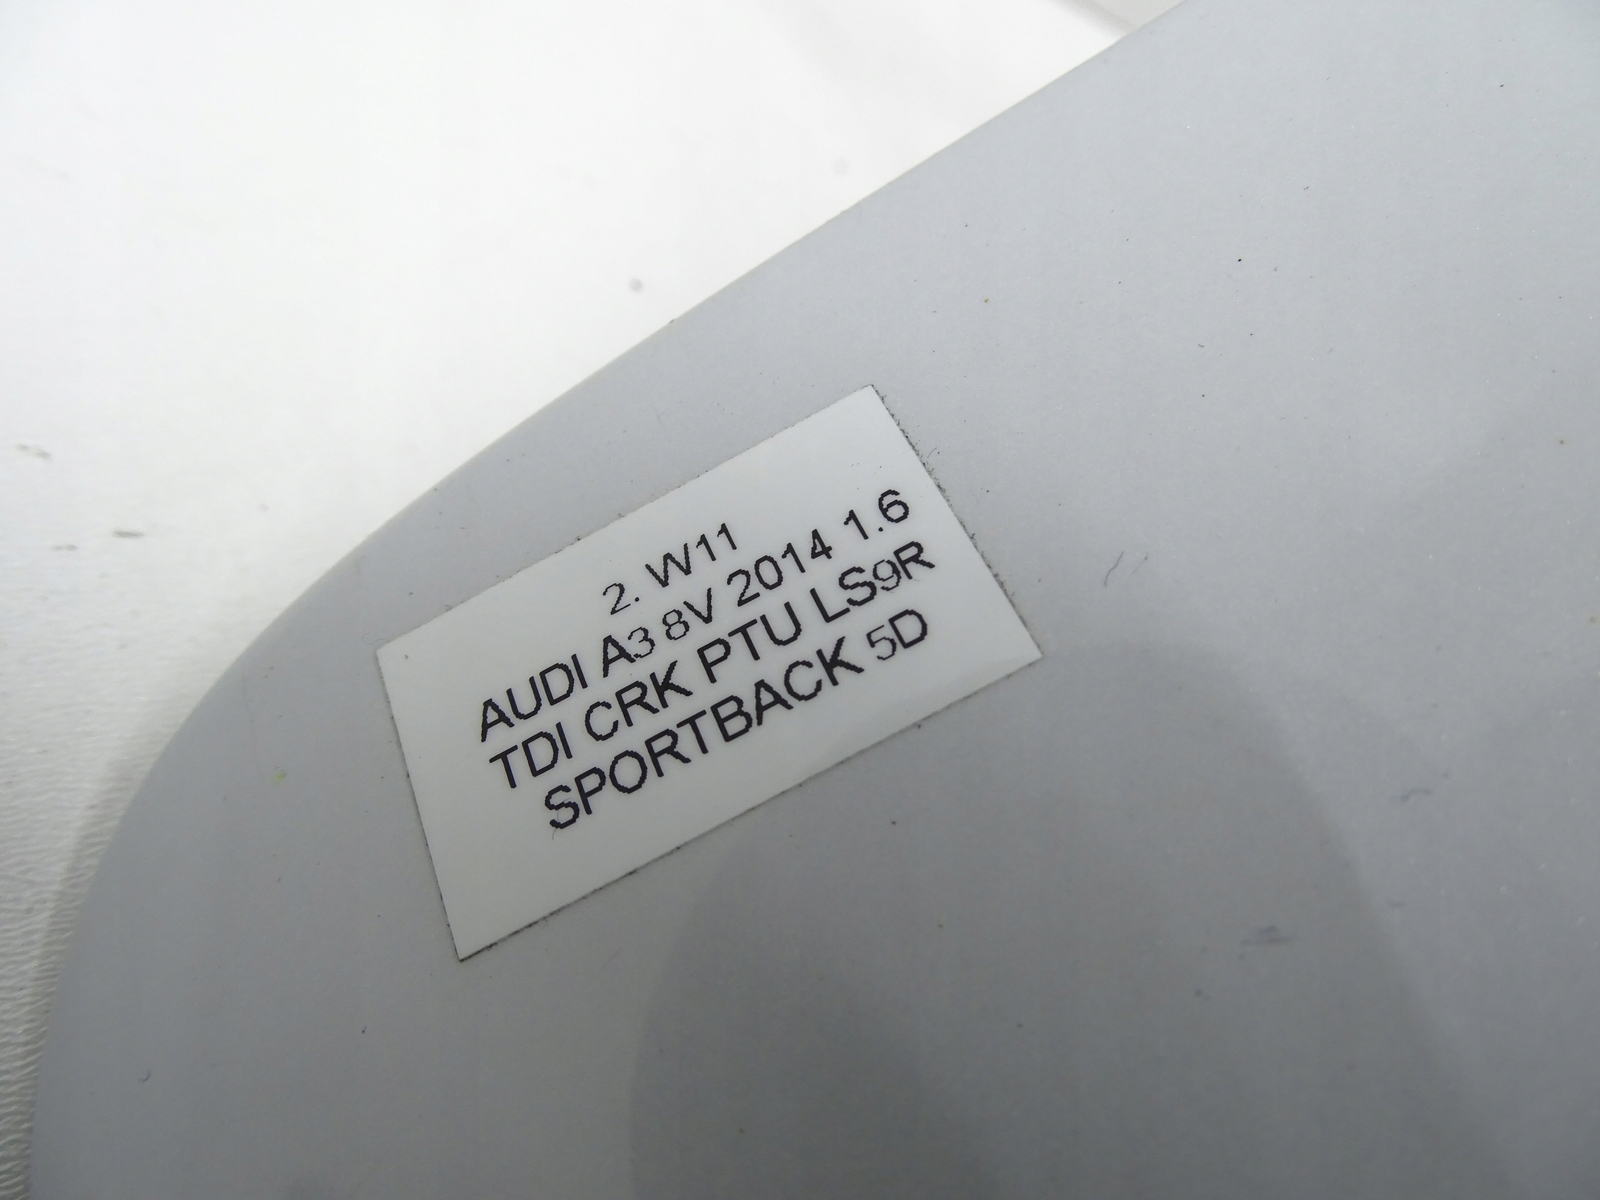 2. W11
AUDI A3 8V 2014 1.6
TDI CRK PTU LS9R
SPORTBACK 5D